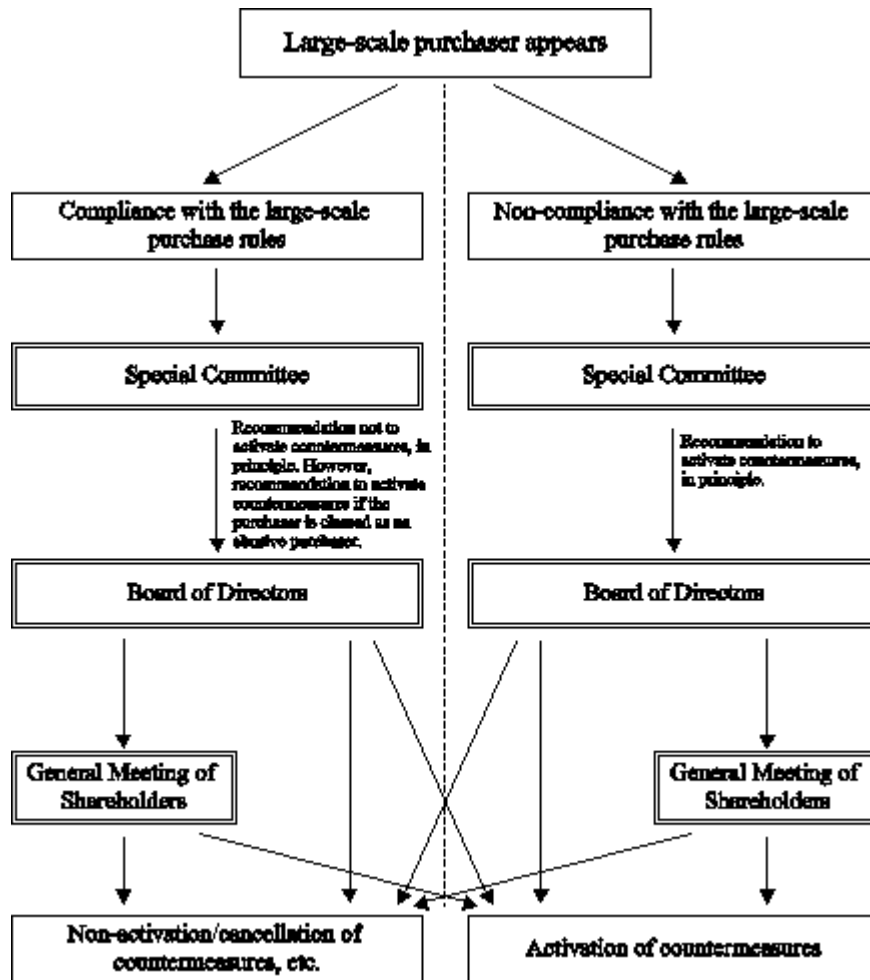 Large-scale purchaser appears
Compliance with the large-scale
purchase rules
Non-compliance with the large-scale
purchase rules
Special Committee
Special Committee
Recommendation not to
activate countermeasures, in
principle. However,
recommendation to activate
countermeasures if the
purchaser is classed as an
abusive purchaser.
Recommendation to
activate countermeasures,
in principle.
Board of Directors
Board of Directors
General Meeting of
Shareholders
General Meeting of
Shareholders
Non-activation/cancellation of
countermeasures, etc.
Activation of countermeasures